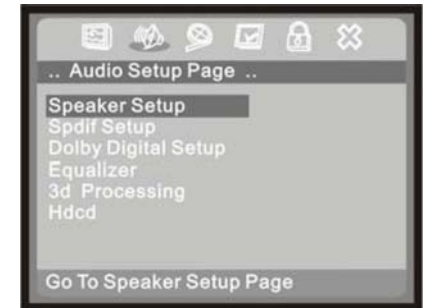 .. Audio Setup Page ..
Speaker Setup
Spdif Setup
Dolby Digital Setup
Equalizer
3d Processing
Hdcd
Go To Speaker Setup Page